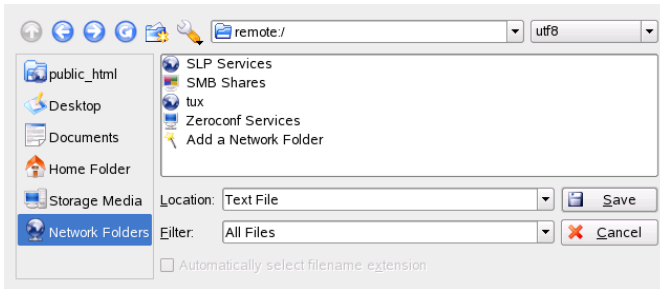 remote:/
utf8
public_html
Desktop
Documents
Home Folder
Storage Media
Network Folders
SLP Services
SMB Shares
tux
Zeroconf Services
Add a Network Folder
Location: Text File
Save
Filter: All Files
Cancel
Automatically select filename extension